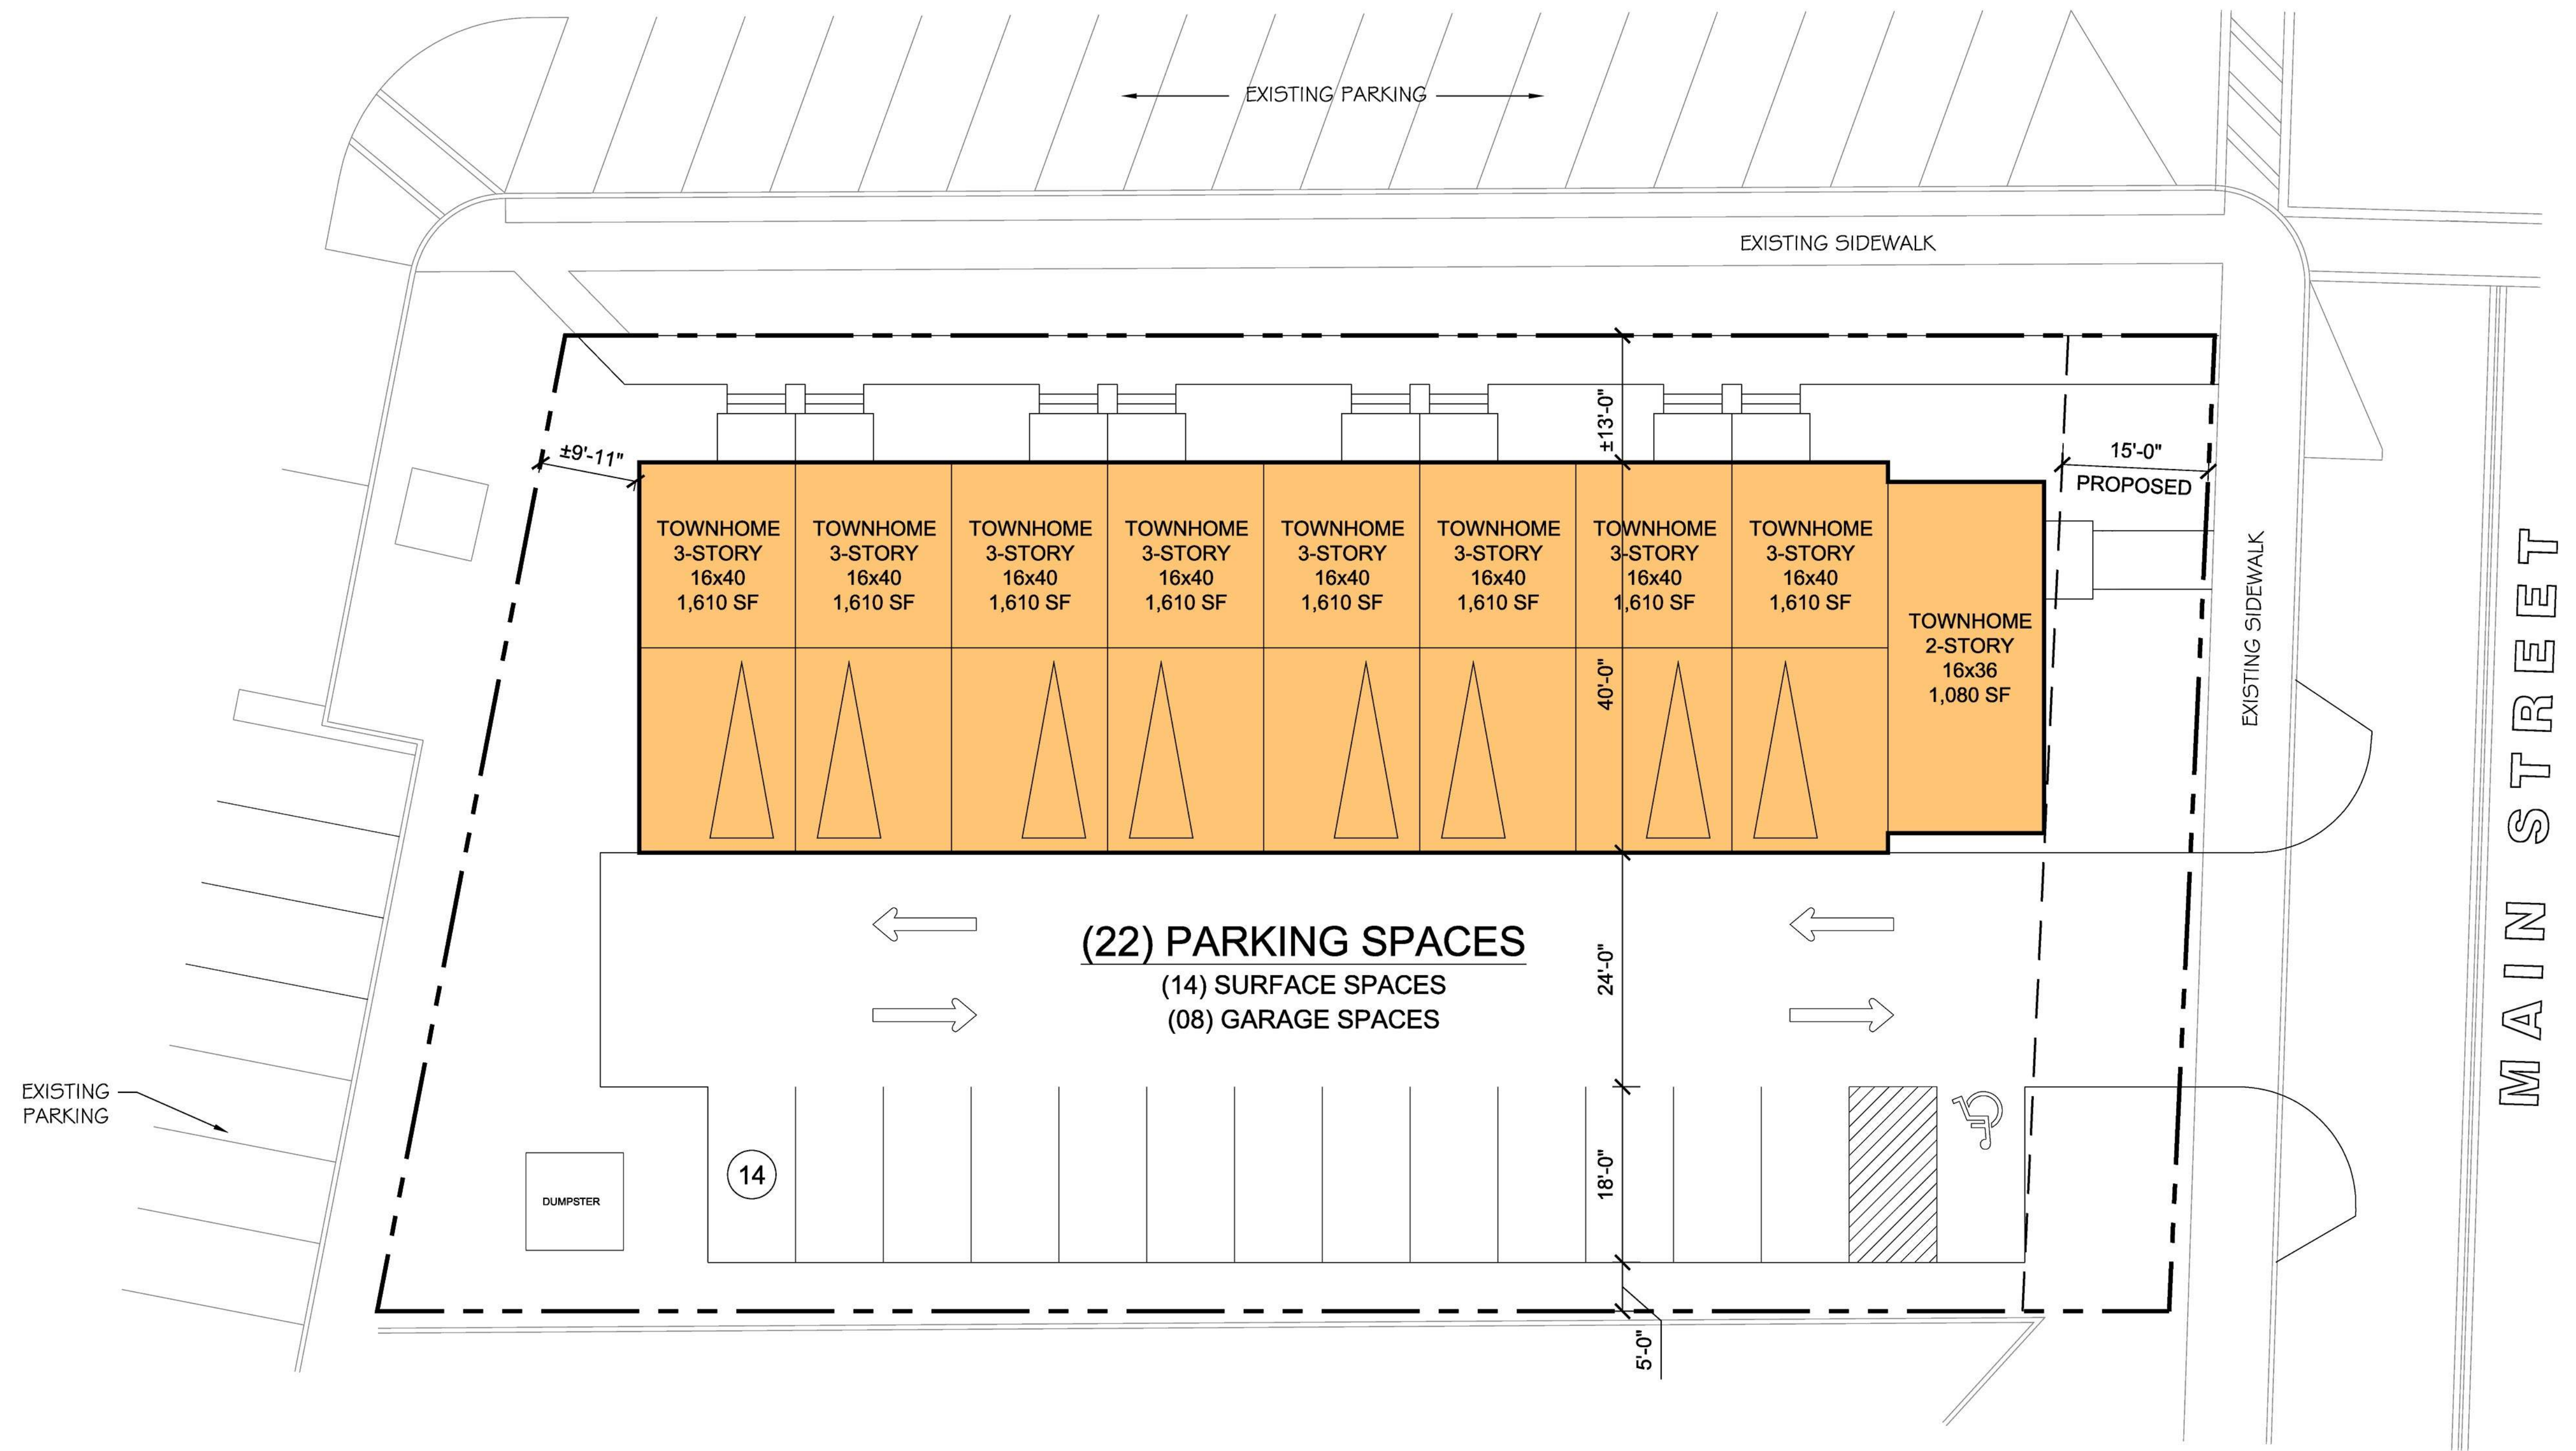 EXISTING PARKING
EXISTING SIDEWALK
±13'-0"
±9'-11"
15'-0"
PROPOSED
TOWNHOME
3-STORY
16x40
1,610 SF
TOWNHOME
3-STORY
16x40
1,610 SF
TOWNHOME
3-STORY
16x40
1,610 SF
TOWNHOME
3-STORY
16x40
1,610 SF
TOWNHOME
3-STORY
16x40
1,610 SF
TOWNHOME
3-STORY
16x40
1,610 SF
TOWNHOME
3-STORY
16x40
1,610 SF
TOWNHOME
3-STORY
16x40
1,610 SF
TOWNHOME
2-STORY
16x36
1,080 SF
EXISTING SIDEWALK
MAIN STREET
40'-0"
(22) PARKING SPACES
(14) SURFACE SPACES
(08) GARAGE SPACES
24'-0"
EXISTING
PARKING
14
DUMPSTER
18'-0"
5'-0"